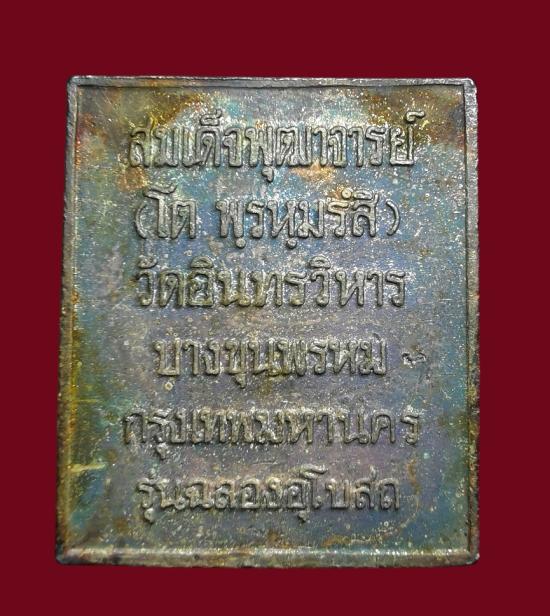 สมเด็จพุฒาจารย์
(โต พฺรหฺมรํสี)
วัดอินทรวิหาร
บางขุนพรหม
กรุงเทพมหานคร
รุ่นฉลองอุโบสถ